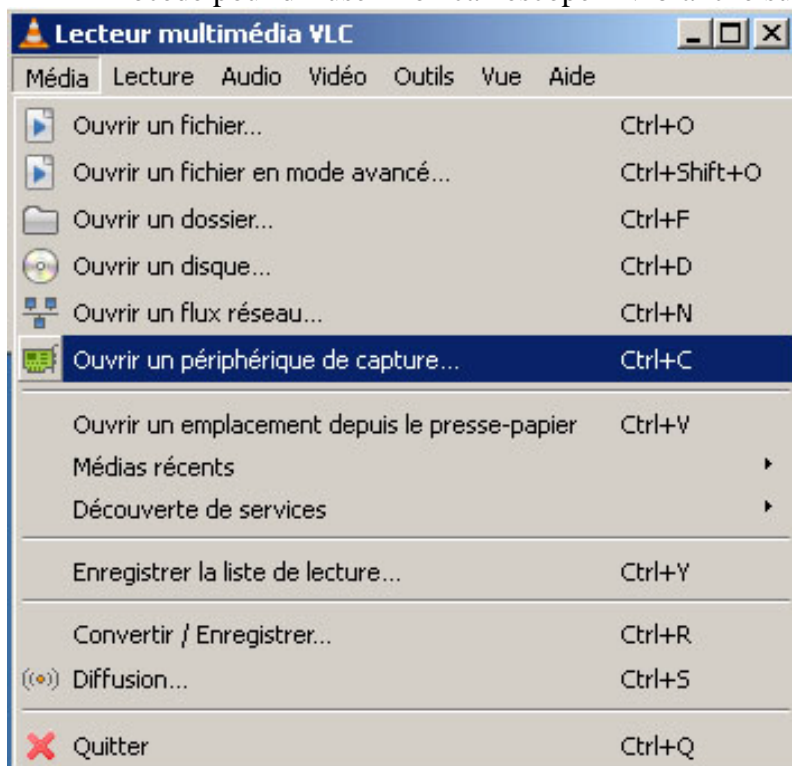 Lecteur multimédia VLC
Média Lecture Audio Vidéo Outils Vue Aide
Ouvrir un fichier... Ctrl+O
Ouvrir un fichier en mode avancé... Ctrl+Shift+O
Ouvrir un dossier... Ctrl+F
Ouvrir un disque... Ctrl+D
Ouvrir un flux réseau... Ctrl+N
Ouvrir un périphérique de capture... Ctrl+C
Ouvrir un emplacement depuis le presse-papier Ctrl+V
Médias récents
Découverte de services
Enregistrer la liste de lecture... Ctrl+Y
Convertir / Enregistrer... Ctrl+R
Diffusion... Ctrl+S
Quitter Ctrl+Q